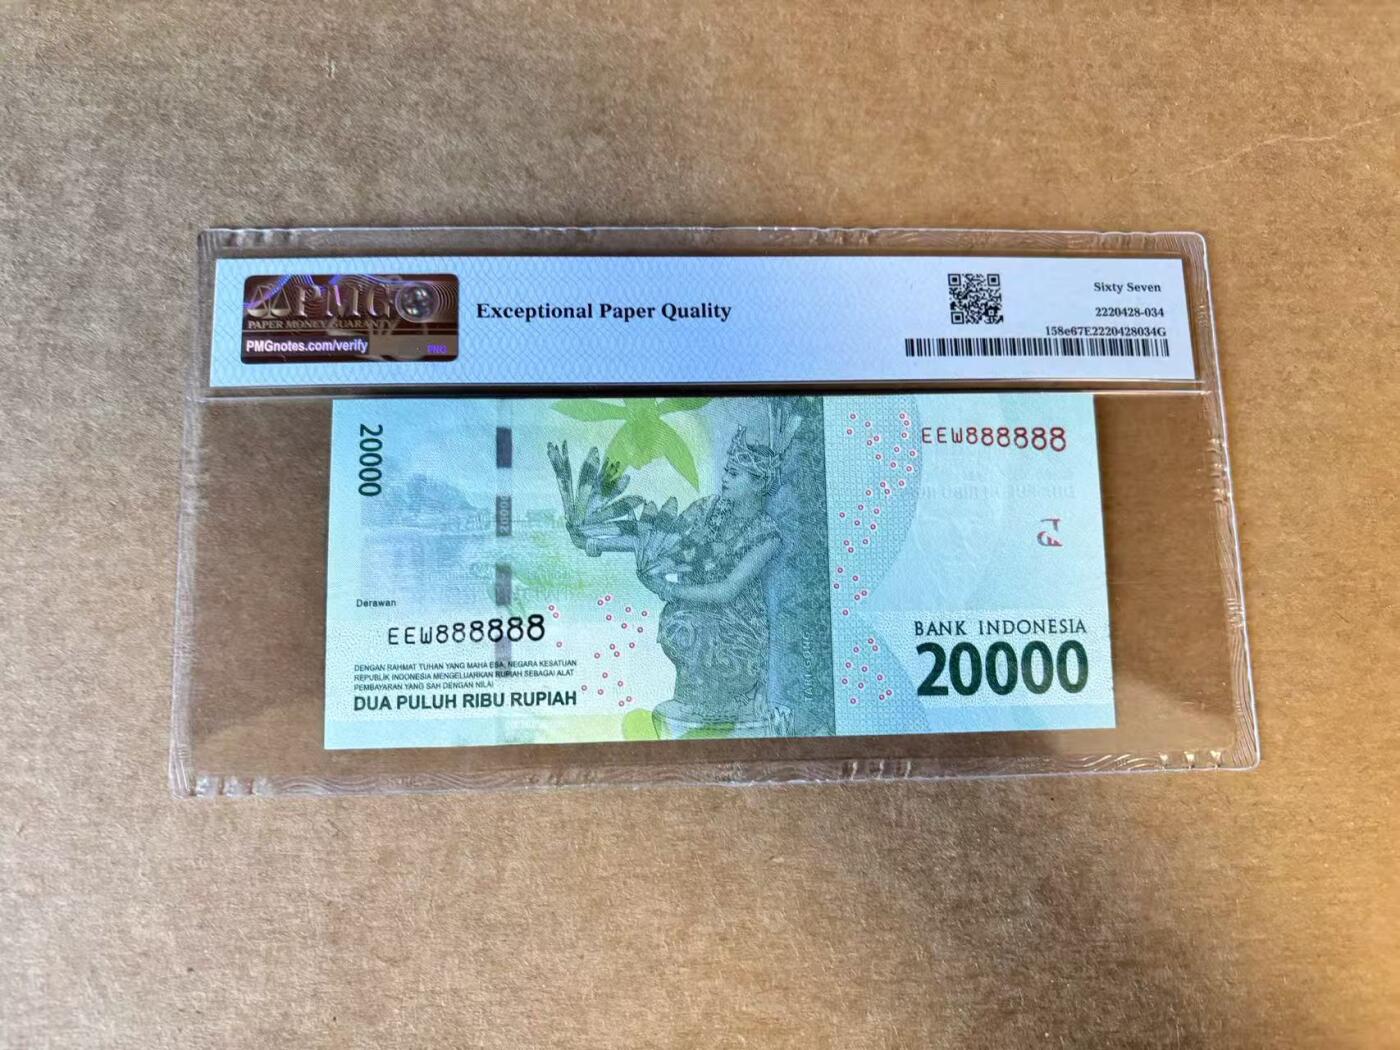 PMG
PAPER MONEY GUARANTY
PMGnotes.com/verify
PMG
Exceptional Paper Quality
Sixty Seven
2220428-034
158e67E2220428034G
20000
EEW888888
Derawan
EEW888888
DENGAN RAHMAT TUHAN YANG MAHA ESA, NEGARA KESATUAN
REPUBLIK INDONESIA MENGELUARKAN RUPIAH SEBAGAI ALAT
PEMBAYARAN YANG SAH DENGAN NILAI
DUA PULUH RIBU RUPIAH
BANK INDONESIA
20000